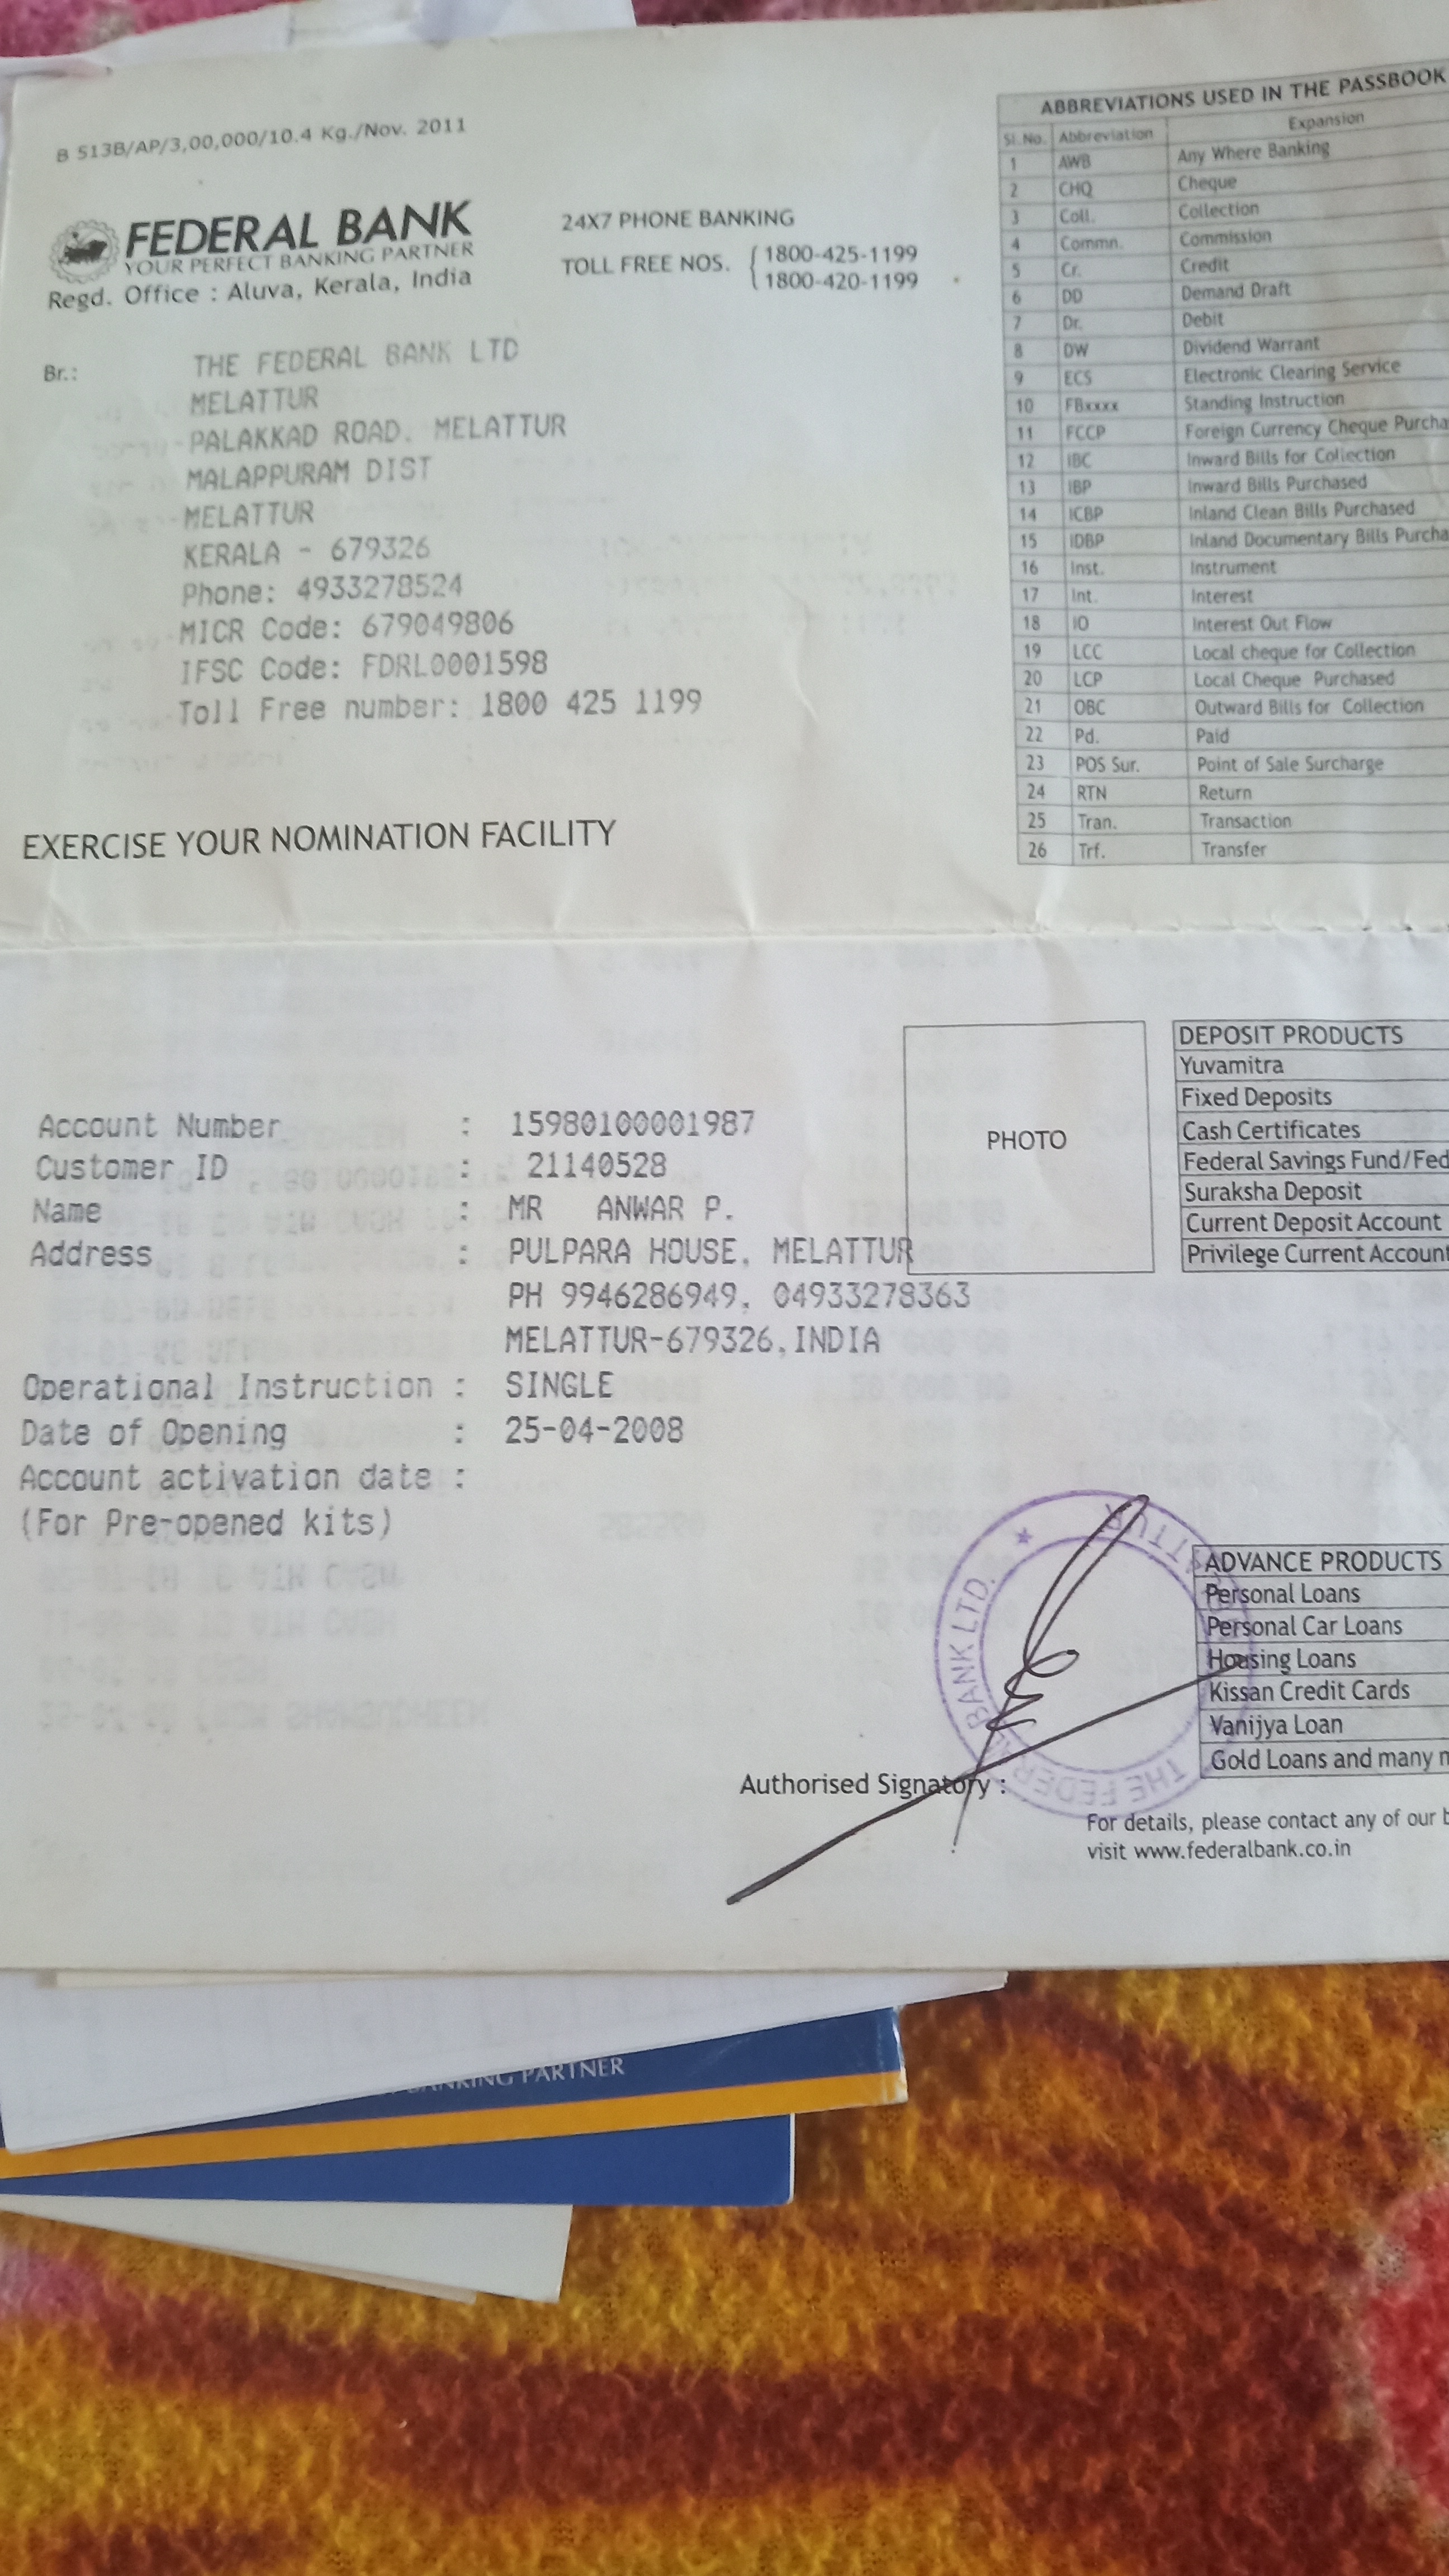 B 513B/AP/3,00,000/10.4 Kg./Nov. 2011
FEDERAL BANK
YOUR PERFECT BANKING PARTNER
Regd. Office : Aluva, Kerala, India
24X7 PHONE BANKING
TOLL FREE NOS. 1800-425-1199
1800-420-1199
Br.: THE FEDERAL BANK LTD
MELATTUR
PALAKKAD ROAD, MELATTUR
MALAPPURAM DIST
MELATTUR
KERALA - 679326
Phone: 4933278524
MICR Code: 679049806
IFSC Code: FDRL0001598
Toll Free number: 1800 425 1199
EXERCISE YOUR NOMINATION FACILITY
ABBREVIATIONS USED IN THE PASSBOOK
Sl.No. Abbreviation Expansion
1 AWB Any Where Banking
2 CHQ Cheque
3 Coll. Collection
4 Commn. Commission
5 Cr. Credit
6 DD Demand Draft
7 Dr. Debit
8 DW Dividend Warrant
9 ECS Electronic Clearing Service
10 FBxxxx Standing Instruction
11 FCCP Foreign Currency Cheque Purcha
12 IBC Inward Bills for Collection
13 IBP Inward Bills Purchased
14 ICBP Inland Clean Bills Purchased
15 IDBP Inland Documentary Bills Purcha
16 Inst. Instrument
17 Int. Interest
18 IO Interest Out Flow
19 LCC Local cheque for Collection
20 LCP Local Cheque Purchased
21 OBC Outward Bills for Collection
22 Pd. Paid
23 POS Sur. Point of Sale Surcharge
24 RTN Return
25 Tran. Transaction
26 Trf. Transfer
Account Number : 15980100001987
Customer ID : 21140528
Name : MR ANWAR P.
Address : PULPARA HOUSE, MELATTUR
PH 9946286949, 04933278363
MELATTUR-679326,INDIA
Operational Instruction : SINGLE
Date of Opening : 25-04-2008
Account activation date :
(For Pre-opened kits)
PHOTO
DEPOSIT PRODUCTS
Yuvamitra
Fixed Deposits
Cash Certificates
Federal Savings Fund/Fed
Suraksha Deposit
Current Deposit Account
Privilege Current Account
ADVANCE PRODUCTS
Personal Loans
Personal Car Loans
Housing Loans
Kissan Credit Cards
Vanijya Loan
Gold Loans and many m
Authorised Signatory :
THE FEDERAL BANK LTD.
For details, please contact any of our b
visit www.federalbank.co.in
BANKING PARTNER